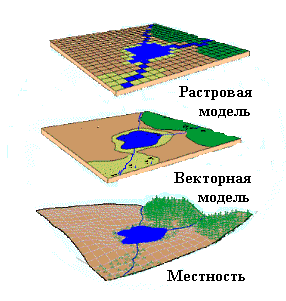 Растровая
модель
Векторная
модель
Местность